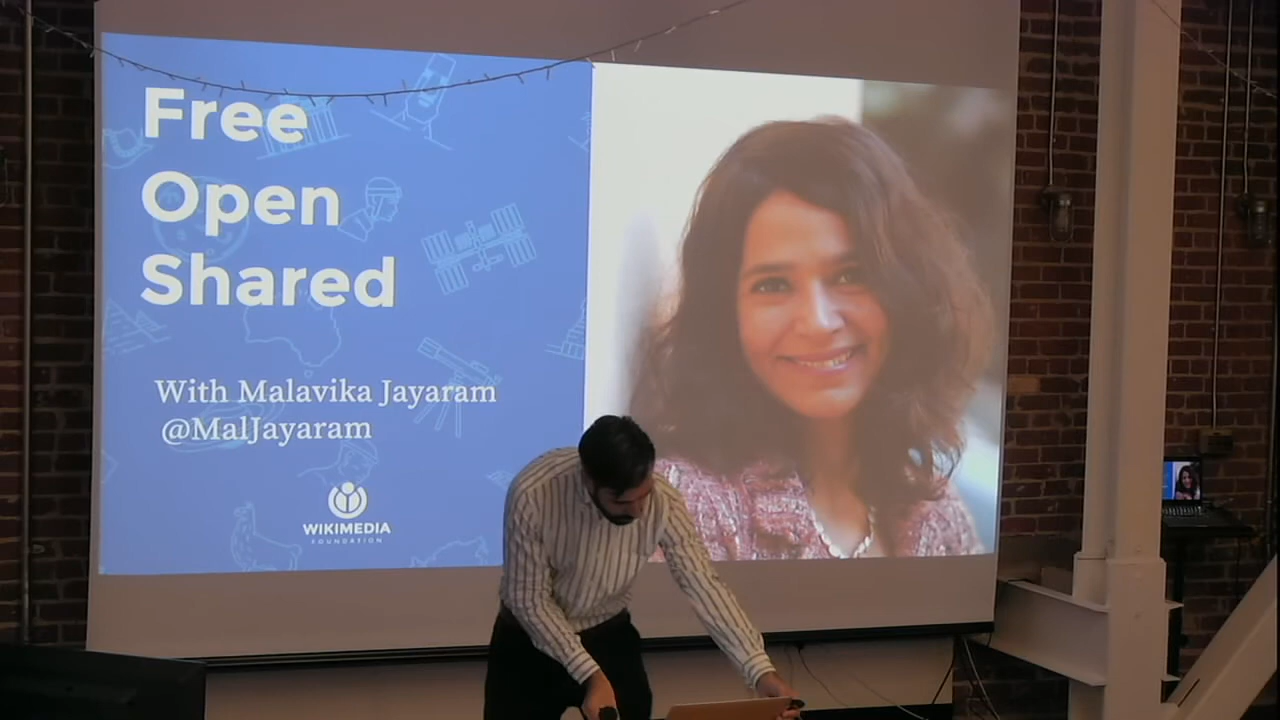 Free
Open
Shared
With Malavika Jayaram
@MalJayaram
WIKIMEDIA
FOUNDATION